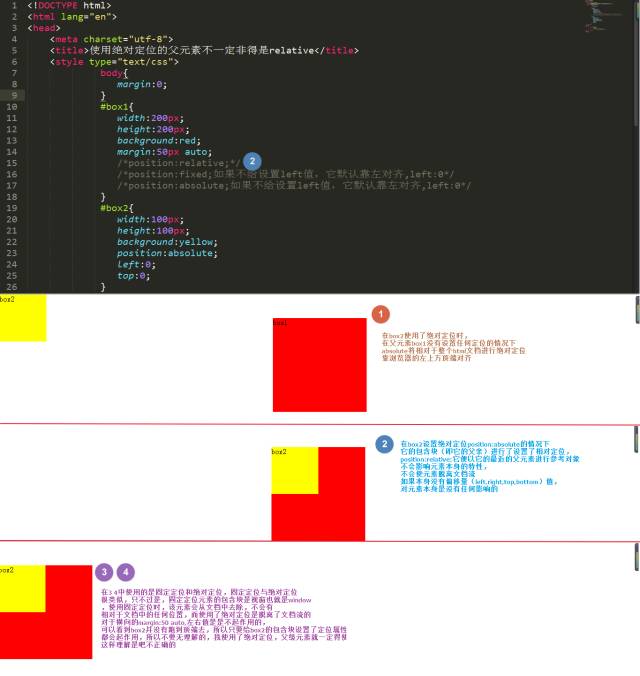 1 <!DOCTYPE html>
2 <html lang="en">
3 <head>
4 <meta charset="utf-8">
5 <title>使用绝对定位的父元素不一定非得是relative</title>
6 <style type="text/css">
7 body{
8 margin:0;
9 }
10 #box1{
11 width:200px;
12 height:200px;
13 background:red;
14 margin:50px auto;
15 /*position:relative;*/ 2
16 /*position:fixed;如果不给设置left值，它默认靠左对齐,left:0*/
17 /*position:absolute;如果不给设置left值，它默认靠左对齐,left:0*/
18 }
19 #box2{
20 width:100px;
21 height:100px;
22 background:yellow;
23 position:absolute;
24 left:0;
25 top:0;
26 }
box2
box1
1
在box2使用了绝对定位时，
在父元素box1没有设置任何定位的情况下
absolute将相对于整个html文档进行绝对定位
靠浏览器的左上方顶端对齐
box2
2
在box2设置绝对定位position:absolute的情况下
它的包含块（即它的父亲）进行了设置了相对定位，
position:relative;它便以它的最近的父元素进行参考对象
不会影响元素本身的特性，
不会使元素脱离文档流
如果本身没有偏移量（left,right,top,bottom）值，
对元素本身是没有任何影响的
box2
3 4
在3 4中使用的是固定定位和绝对定位，固定定位与绝对定位
很类似，只不过是，固定定位元素的包含块是视窗也就是window
，使用固定定位时，该元素会从文档中去除，不会有
相对于文档中的任何位置，而使用了绝对定位是脱离了文档流的
对于横向的margin:50 auto,左右值是是不起作用的，
可以看到box2并没有跑到顶端去，所以只要给box2的包含块设置了定位属性
都会起作用，所以不要无理解的，我使用了绝对定位，父级元素就一定得是
这样理解是吧不正确的